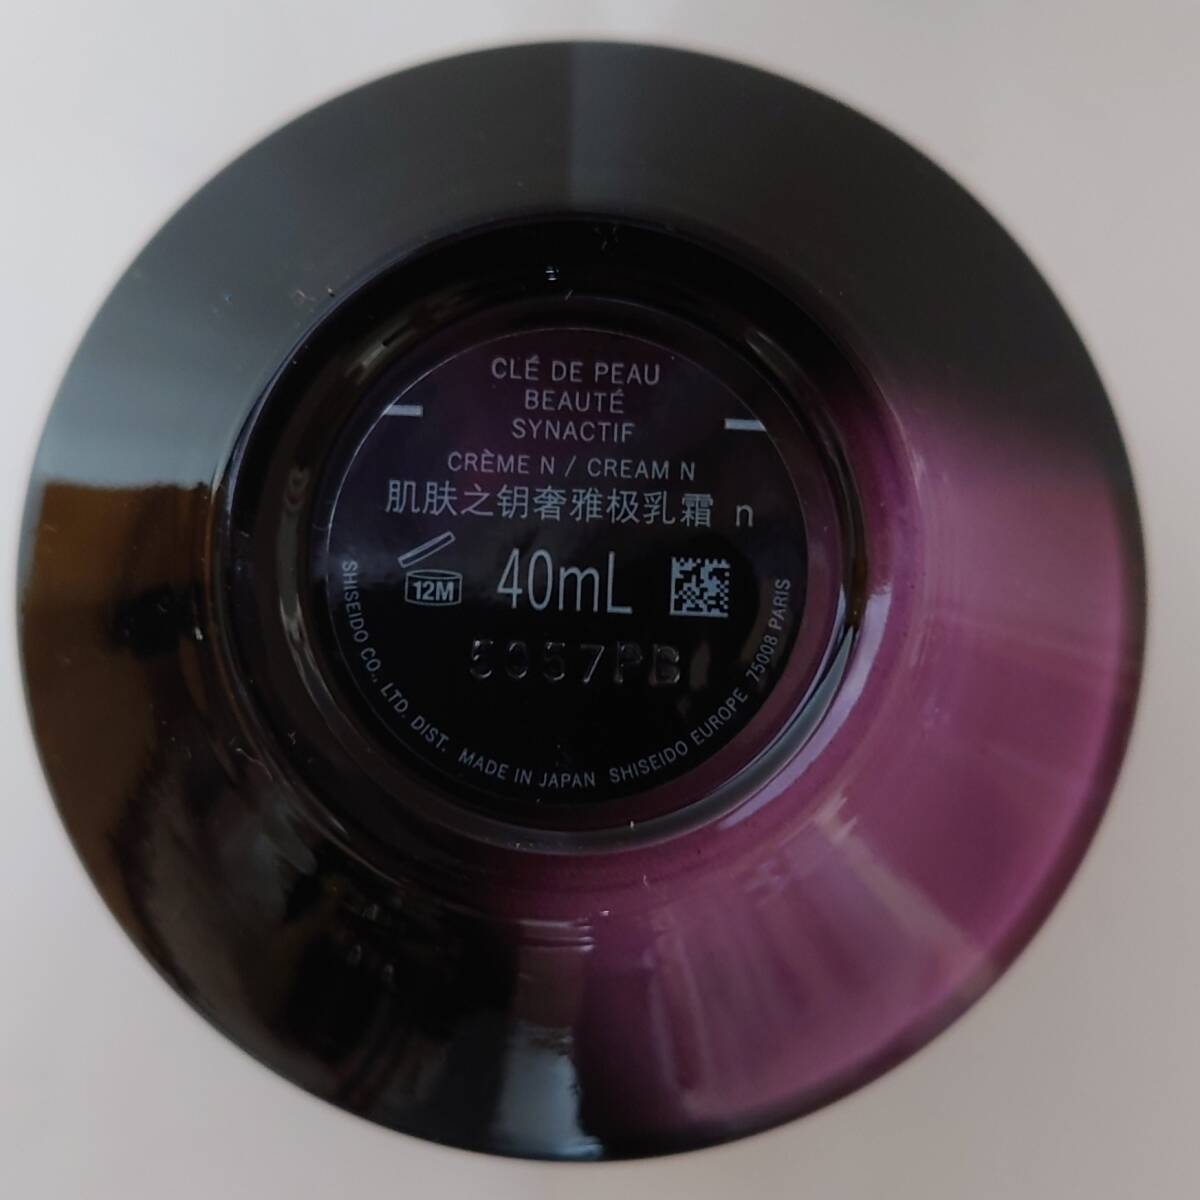 CLÉ DE PEAU
BEAUTÉ
SYNACTIF
CRÈME N / CREAM N
肌肤之钥奢雅极乳霜 n
12M
40mL
5057PB
SHISEIDO CO., LTD. DIST. MADE IN JAPAN SHISEIDO EUROPE 75008 PARIS